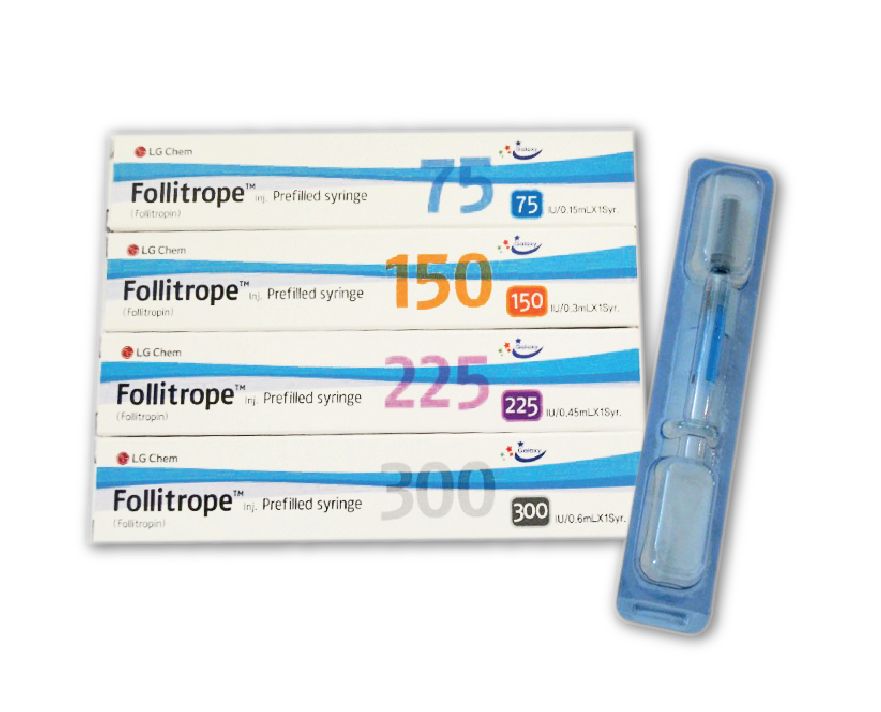 LG Chem
Follitrope™ Inj. Prefilled syringe
(Follitropin)
75
75 IU/0.15mLX1Syr.
LG Chem
Follitrope™ Inj. Prefilled syringe
(Follitropin)
150
150 IU/0.3mLX1Syr.
LG Chem
Follitrope™ Inj. Prefilled syringe
(Follitropin)
225
225 IU/0.45mLX1Syr.
LG Chem
Follitrope™ Inj. Prefilled syringe
(Follitropin)
300
300 IU/0.6mLX1Syr.